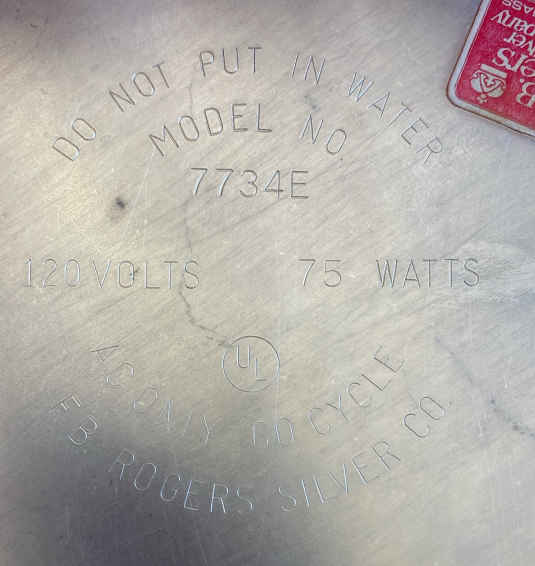 DO NOT PUT IN WATER
MODEL NO.
7734E
120 VOLTS 75 WATTS
UL
A.C. ONLY 60 CYCLE
F.B. ROGERS SILVER CO.